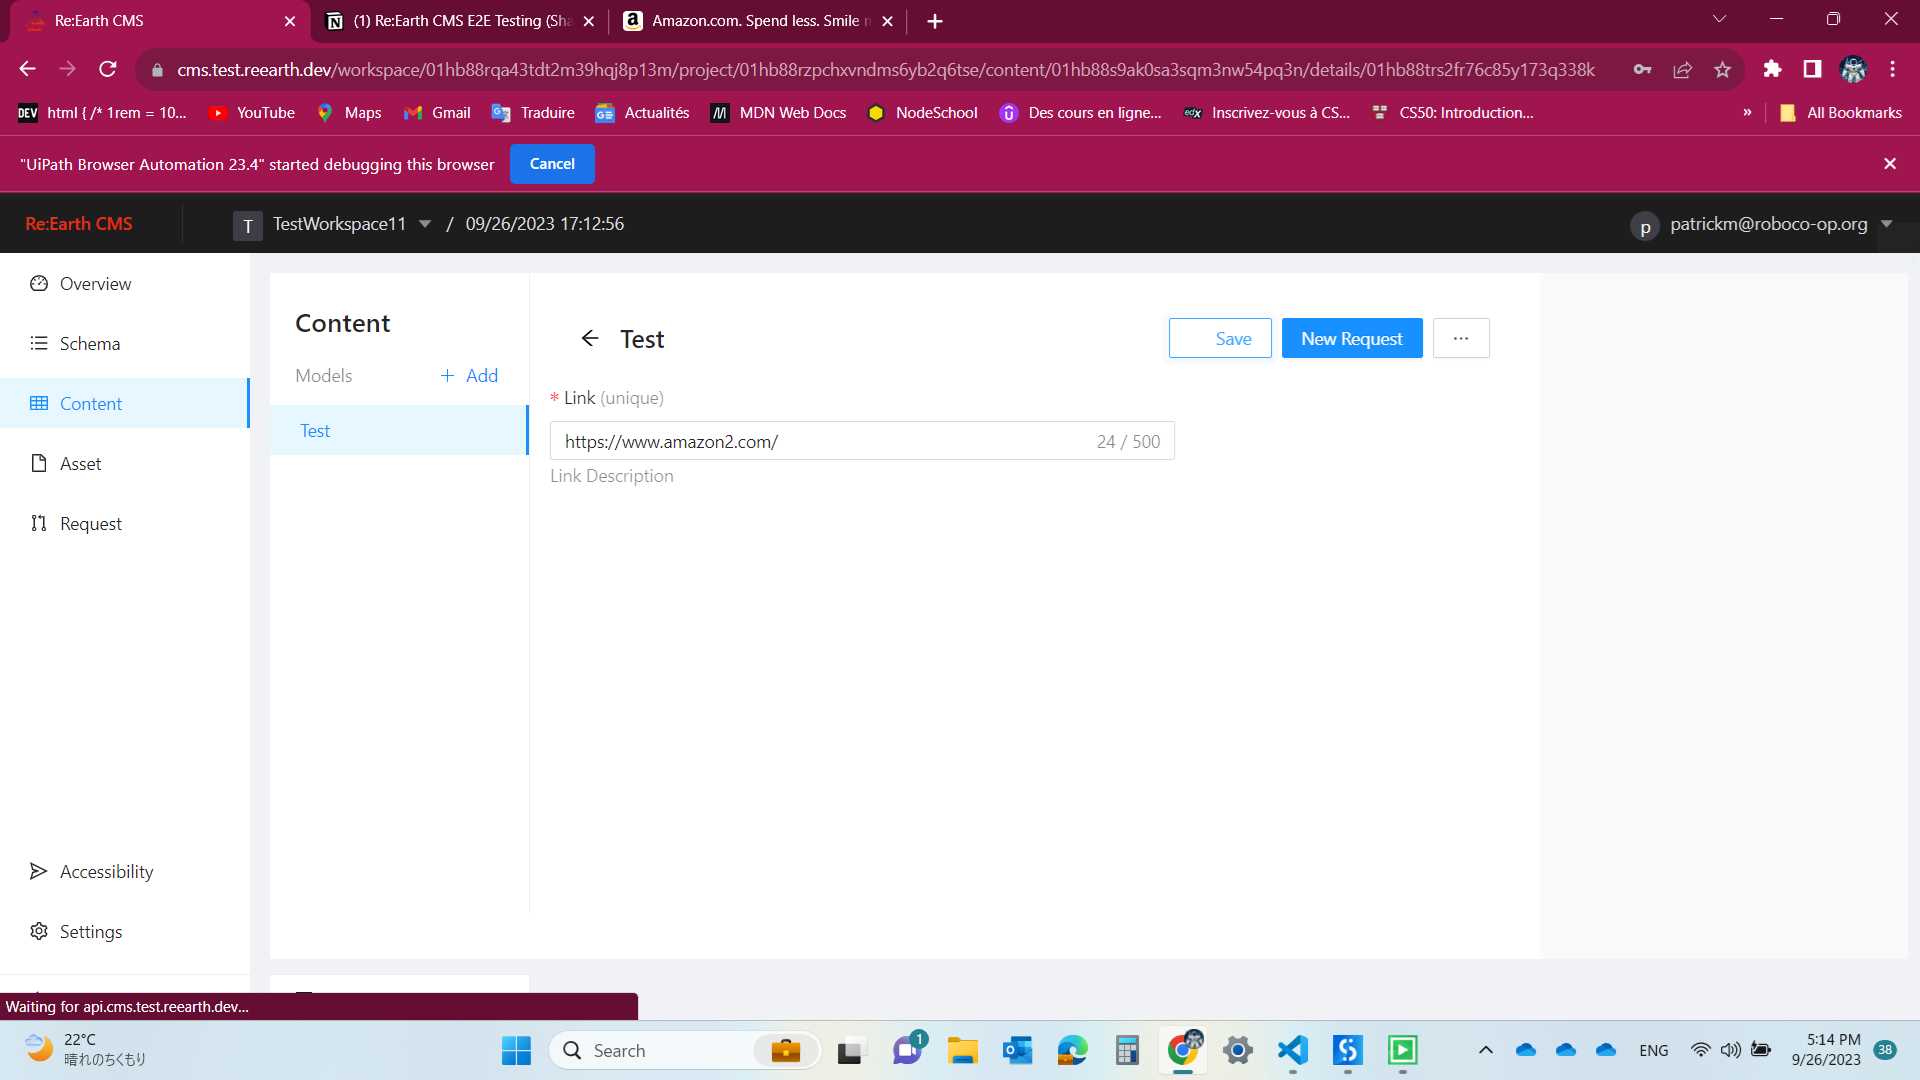 Re:Earth CMS
(1) Re:Earth CMS E2E Testing (Sha
Amazon.com. Spend less. Smile m
cms.test.reearth.dev/workspace/01hb88rqa43tdt2m39hqj8p13m/project/01hb88rzpchxvndms6yb2q6tse/content/01hb88s9ak0sa3sqm3nw54pq3n/details/01hb88trs2fr76c85y173q338k
DEV html { /* 1rem = 10...
YouTube
Maps
Gmail
Traduire
Actualités
MDN Web Docs
NodeSchool
Des cours en ligne...
edX Inscrivez-vous à CS...
CS50: Introduction...
»
All Bookmarks
"UiPath Browser Automation 23.4" started debugging this browser
Cancel
Re:Earth CMS
T TestWorkspace11 / 09/26/2023 17:12:56
p patrickm@roboco-op.org
Overview
Schema
Content
Asset
Request
Accessibility
Settings
Content
Models
+ Add
Test
Test
Save
New Request
...
* Link (unique)
https://www.amazon2.com/
24 / 500
Link Description
Waiting for api.cms.test.reearth.dev...
22°C
晴れのちくもり
Search
1
ENG
5:14 PM
9/26/2023
38